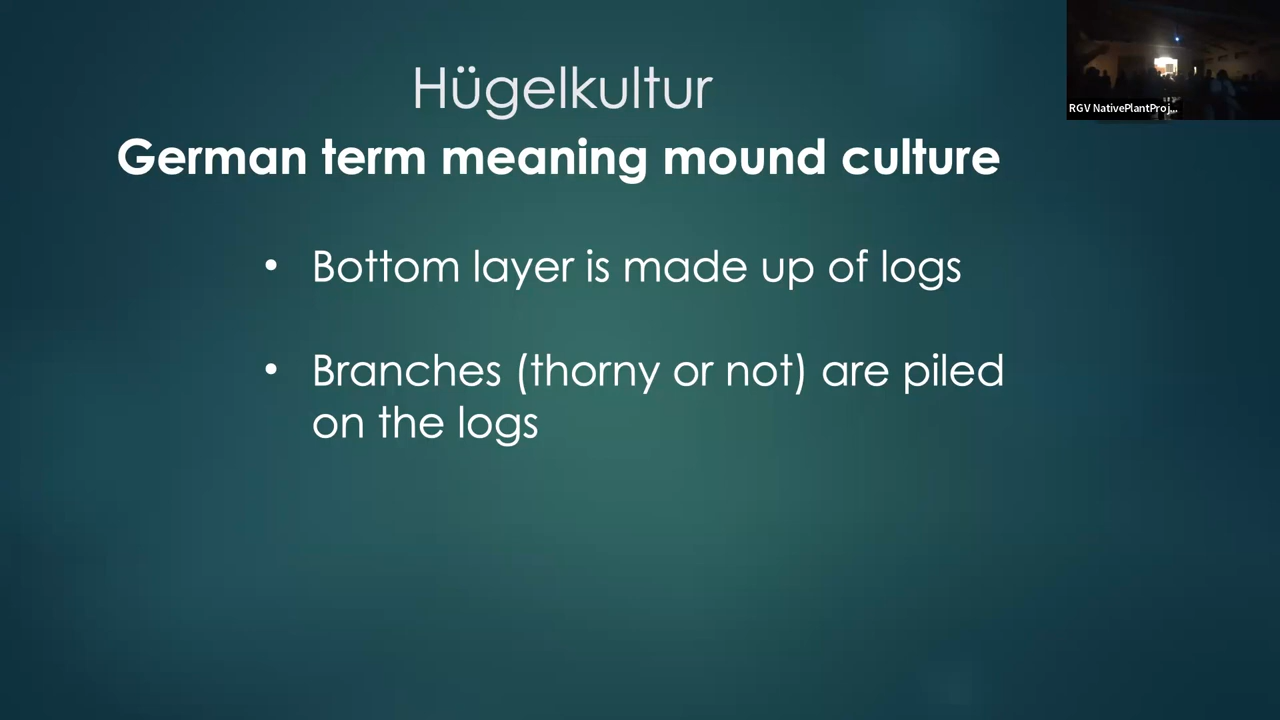 Hügelkultur
German term meaning mound culture
• Bottom layer is made up of logs
• Branches (thorny or not) are piled
on the logs
RGV NativePlantProj...